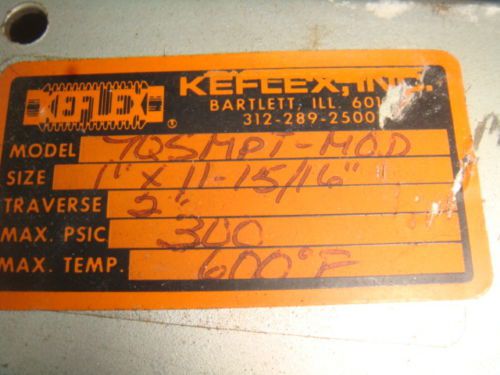 KEFLEX, INC.
KEFLEX
BARTLETT, ILL. 601
312-289-2500
®
MODEL 7QSMPT-MOD
SIZE 1" X 11-15/16"
TRAVERSE 2"
MAX. PSIG 300
MAX. TEMP. 600°F